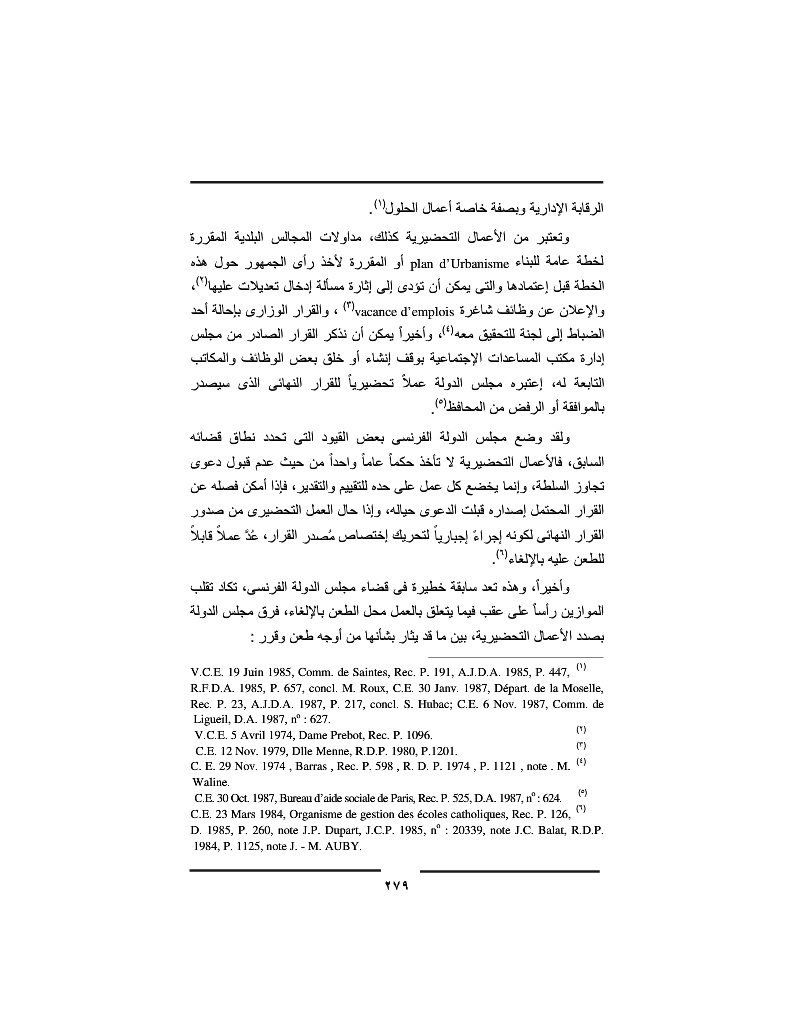 الرقابة الإدارية وبصفة خاصة أعمال الحلول(١).
وتعتبر من الأعمال التحضيرية كذلك، مداولات المجالس البلدية المقررة
لخطة عامة للبناء plan d'Urbanisme أو المقررة لأخذ رأى الجمهور حول هذه
الخطة قبل إعتمادها والتى يمكن أن تؤدى إلى إثارة مسألة إدخال تعديلات عليها(٢)،
والإعلان عن وظائف شاغرة vacance d'emplois(٣) ، والقرار الوزارى بإحالة أحد
الضباط إلى لجنة للتحقيق معه(٤)، وأخيراً يمكن أن نذكر القرار الصادر من مجلس
إدارة مكتب المساعدات الإجتماعية بوقف إنشاء أو خلق بعض الوظائف والمكاتب
التابعة له، إعتبره مجلس الدولة عملاً تحضيرياً للقرار النهائى الذى سيصدر
بالموافقة أو الرفض من المحافظ(٥).
ولقد وضع مجلس الدولة الفرنسى بعض القيود التى تحدد نطاق قضائه
السابق، فالأعمال التحضيرية لا تأخذ حكماً عاماً واحداً من حيث عدم قبول دعوى
تجاوز السلطة، وإنما يخضع كل عمل على حده للتقييم والتقدير، فإذا أمكن فصله عن
القرار المحتمل إصداره قبلت الدعوى حياله، وإذا حال العمل التحضيرى من صدور
القرار النهائى لكونه إجراءً إجبارياً لتحريك إختصاص مُصدر القرار، عُدَّ عملاً قابلاً
للطعن عليه بالإلغاء(٦).
وأخيراً، وهذه تعد سابقة خطيرة فى قضاء مجلس الدولة الفرنسى، تكاد تقلب
الموازين رأساً على عقب فيما يتعلق بالعمل محل الطعن بالإلغاء، فرق مجلس الدولة
بصدد الأعمال التحضيرية، بين ما قد يثار بشأنها من أوجه طعن وقرر :
V.C.E. 19 Juin 1985, Comm. de Saintes, Rec. P. 191, A.J.D.A. 1985, P. 447, (١)
R.F.D.A. 1985, P. 657, concl. M. Roux, C.E. 30 Janv. 1987, Départ. de la Moselle,
Rec. P. 23, A.J.D.A. 1987, P. 217, concl. S. Hubac; C.E. 6 Nov. 1987, Comm. de
Ligueil, D.A. 1987, nº : 627.
V.C.E. 5 Avril 1974, Dame Prebot, Rec. P. 1096. (٢)
C.E. 12 Nov. 1979, Dlle Menne, R.D.P. 1980, P.1201. (٣)
C. E. 29 Nov. 1974 , Barras , Rec. P. 598 , R. D. P. 1974 , P. 1121 , note . M. (٤)
Waline.
C.E. 30 Oct. 1987, Bureau d'aide sociale de Paris, Rec. P. 525, D.A. 1987, nº : 624. (٥)
C.E. 23 Mars 1984, Organisme de gestion des écoles catholiques, Rec. P. 126, (٦)
D. 1985, P. 260, note J.P. Dupart, J.C.P. 1985, nº : 20339, note J.C. Balat, R.D.P.
1984, P. 1125, note J. - M. AUBY.
٢٧٩